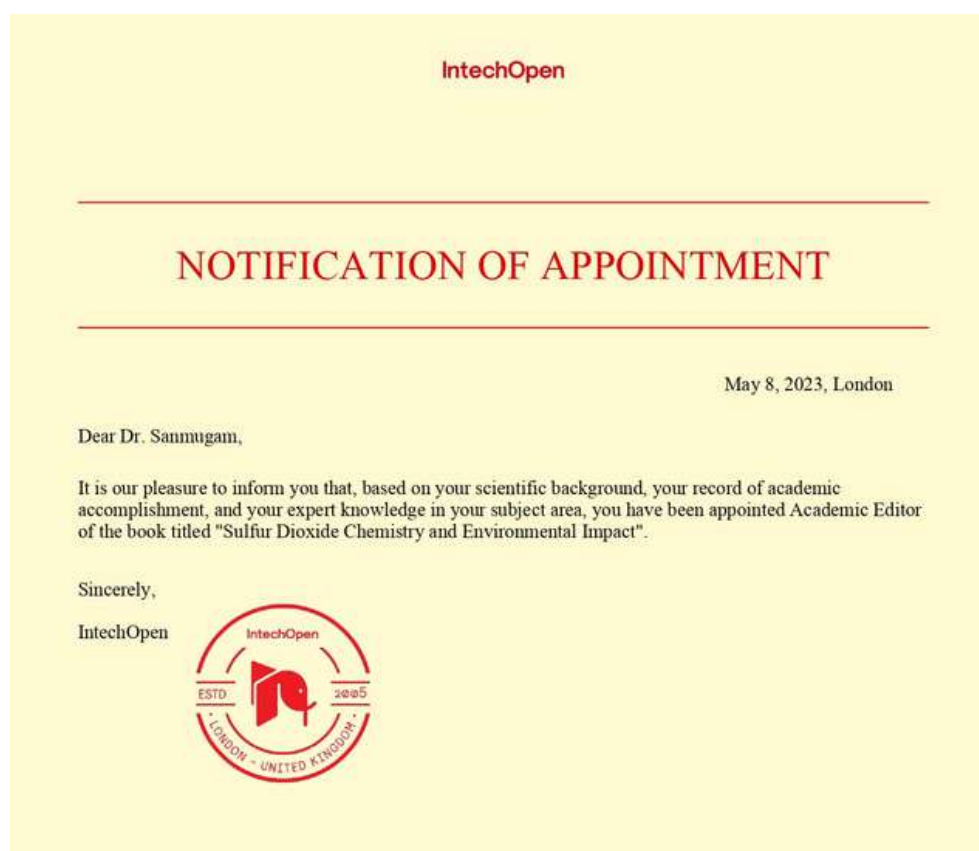 IntechOpen
NOTIFICATION OF APPOINTMENT
May 8, 2023, London
Dear Dr. Sanmugam,
It is our pleasure to inform you that, based on your scientific background, your record of academic
accomplishment, and your expert knowledge in your subject area, you have been appointed Academic Editor
of the book titled "Sulfur Dioxide Chemistry and Environmental Impact".
Sincerely,
IntechOpen
IntechOpen
ESTD 2005
· LONDON - UNITED KINGDOM ·